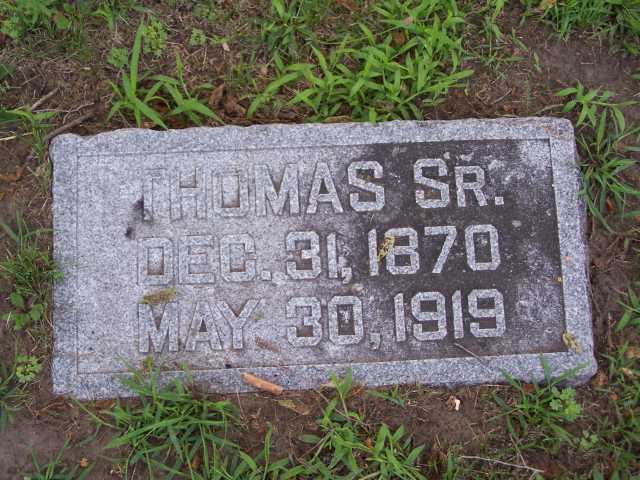 THOMAS SR.
DEC. 31, 1870
MAY 30, 1919